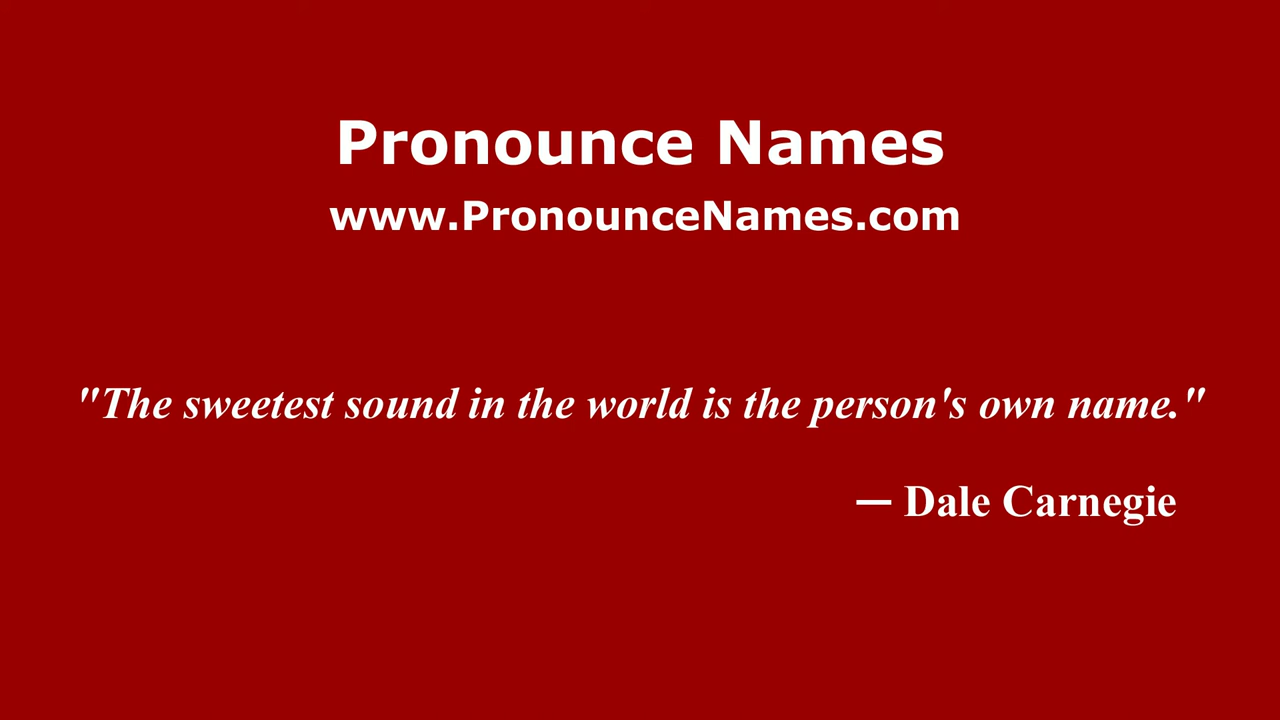 Pronounce Names
www.PronounceNames.com
"The sweetest sound in the world is the person's own name."
— Dale Carnegie